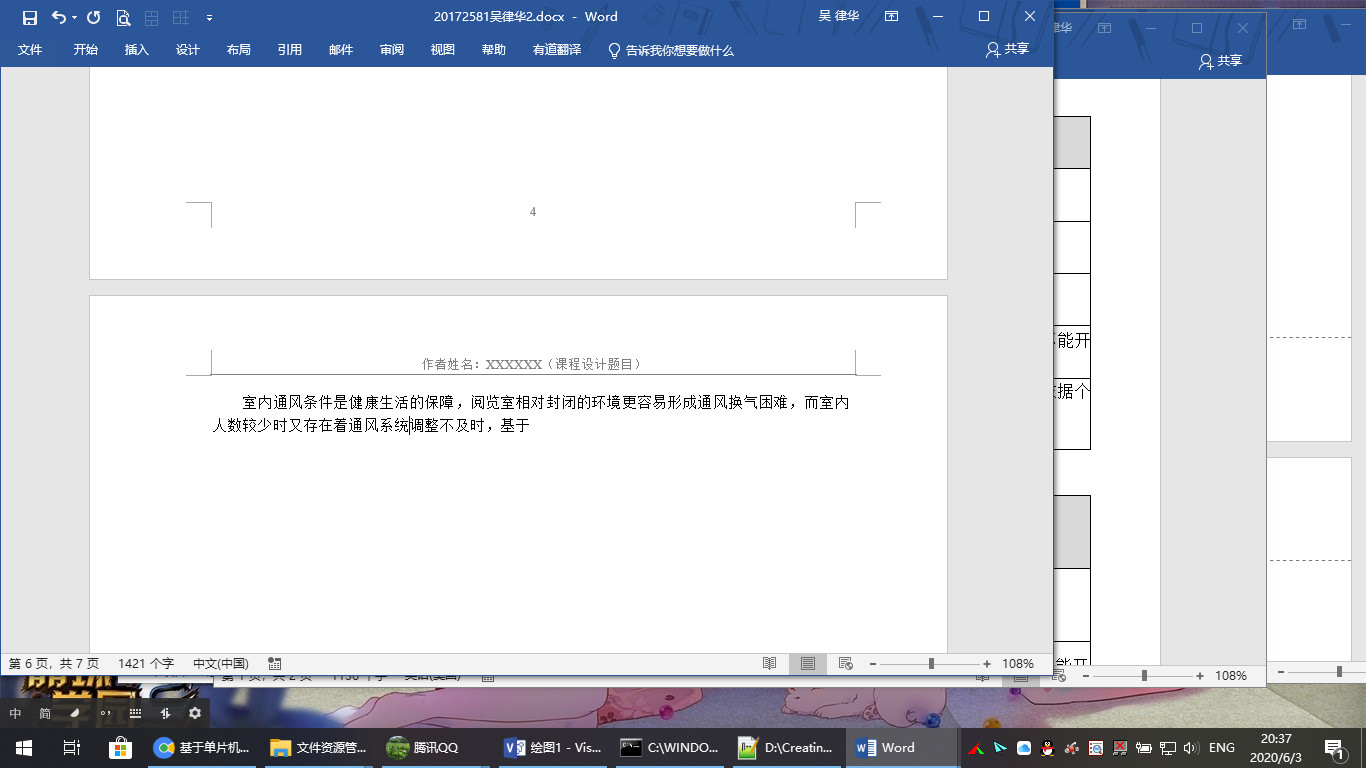 20172581吴律华2.docx - Word
吴 律华
文件 开始 插入 设计 布局 引用 邮件 审阅 视图 帮助 有道翻译 告诉我你想要做什么 共享
律华
共享
4
作者姓名：XXXXXX（课程设计题目）
室内通风条件是健康生活的保障，阅览室相对封闭的环境更容易形成通风换气困难，而室内
人数较少时又存在着通风系统调整不及时，基于
能开
据个
能开
第 6 页，共 7 页 1421 个字 中文(中国) 108%
108%
中 简
基于单片机... 文件资源管... 腾讯QQ 绘图1 - Vis... C:\WINDO... D:\Creatin... Word ENG
20:37
2020/6/3
1